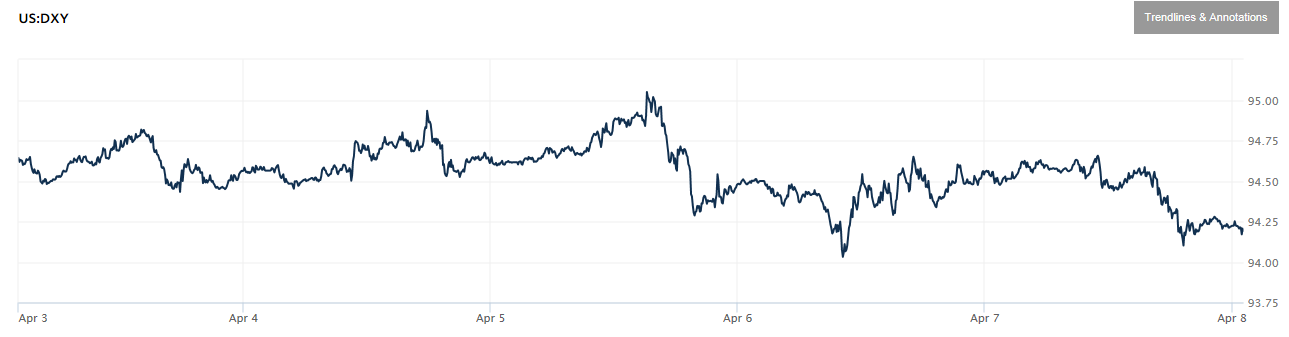 US:DXY
Trendlines & Annotations
95.00
94.75
94.50
94.25
94.00
93.75
Apr 3
Apr 4
Apr 5
Apr 6
Apr 7
Apr 8